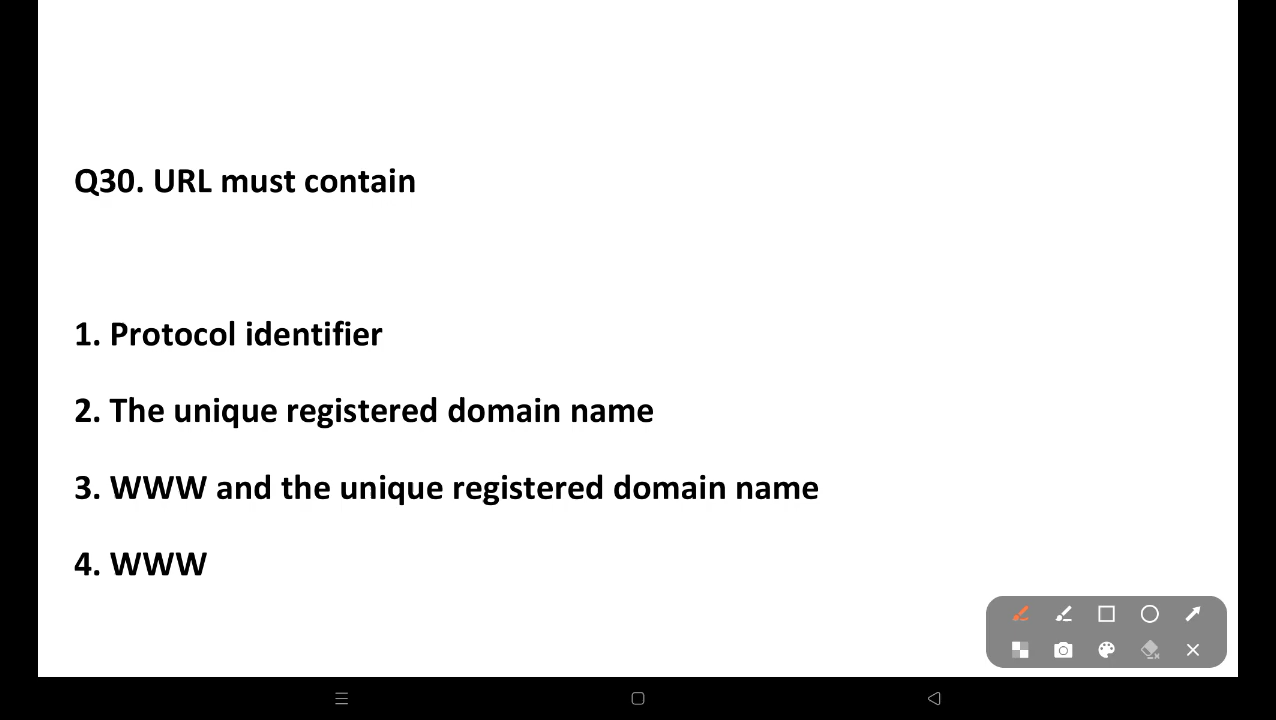 Q30. URL must contain
1. Protocol identifier
2. The unique registered domain name
3. WWW and the unique registered domain name
4. WWW